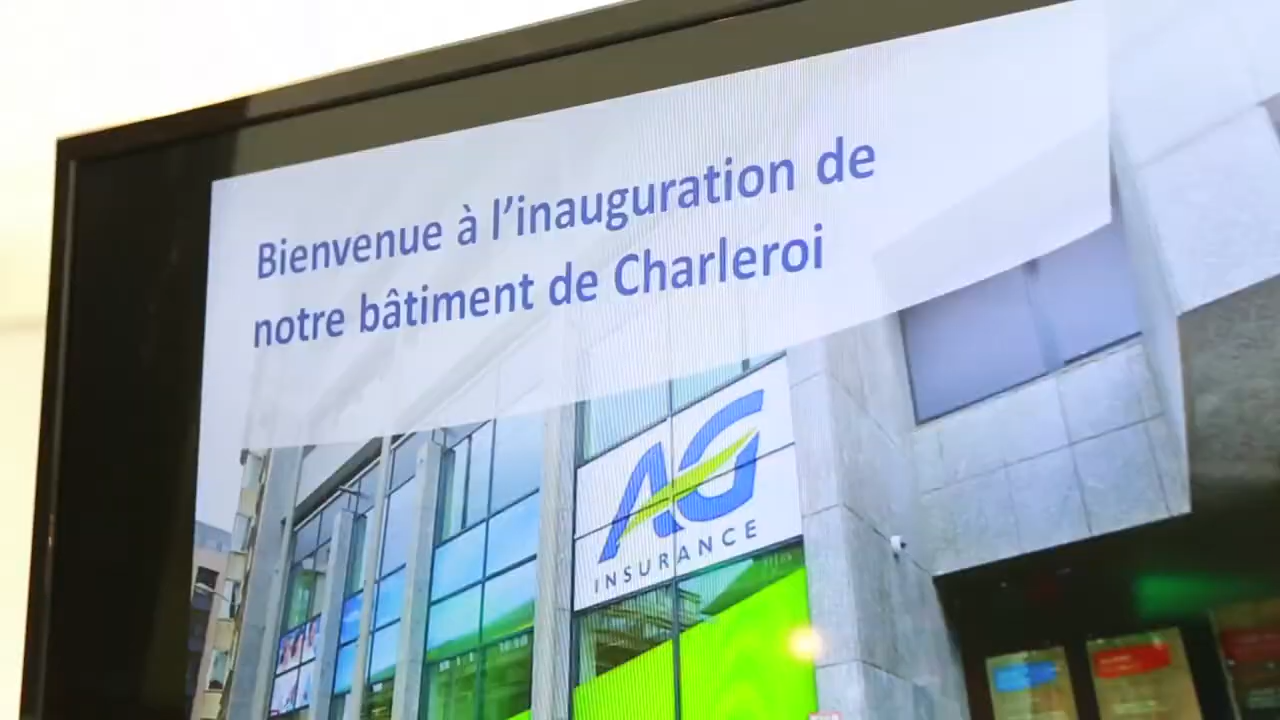 Bienvenue à l’inauguration de
notre bâtiment de Charleroi
AG
INSURANCE